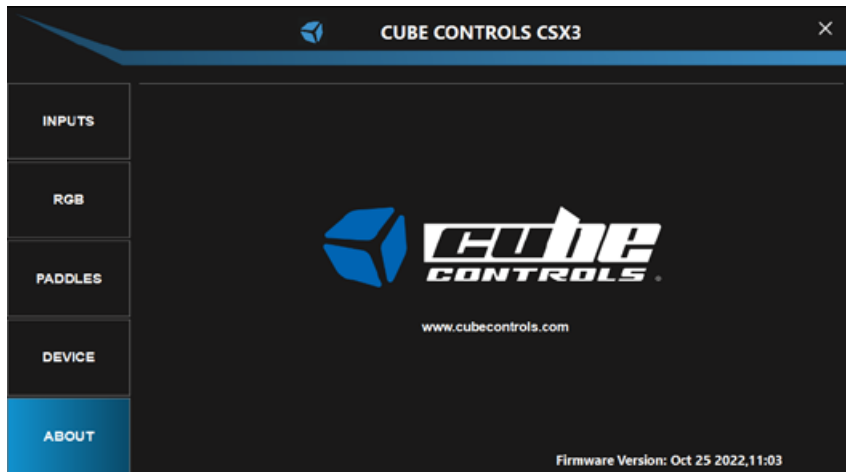 CUBE CONTROLS CSX3
INPUTS
RGB
PADDLES
DEVICE
ABOUT
cube
CONTROLS.
www.cubecontrols.com
Firmware Version: Oct 25 2022,11:03